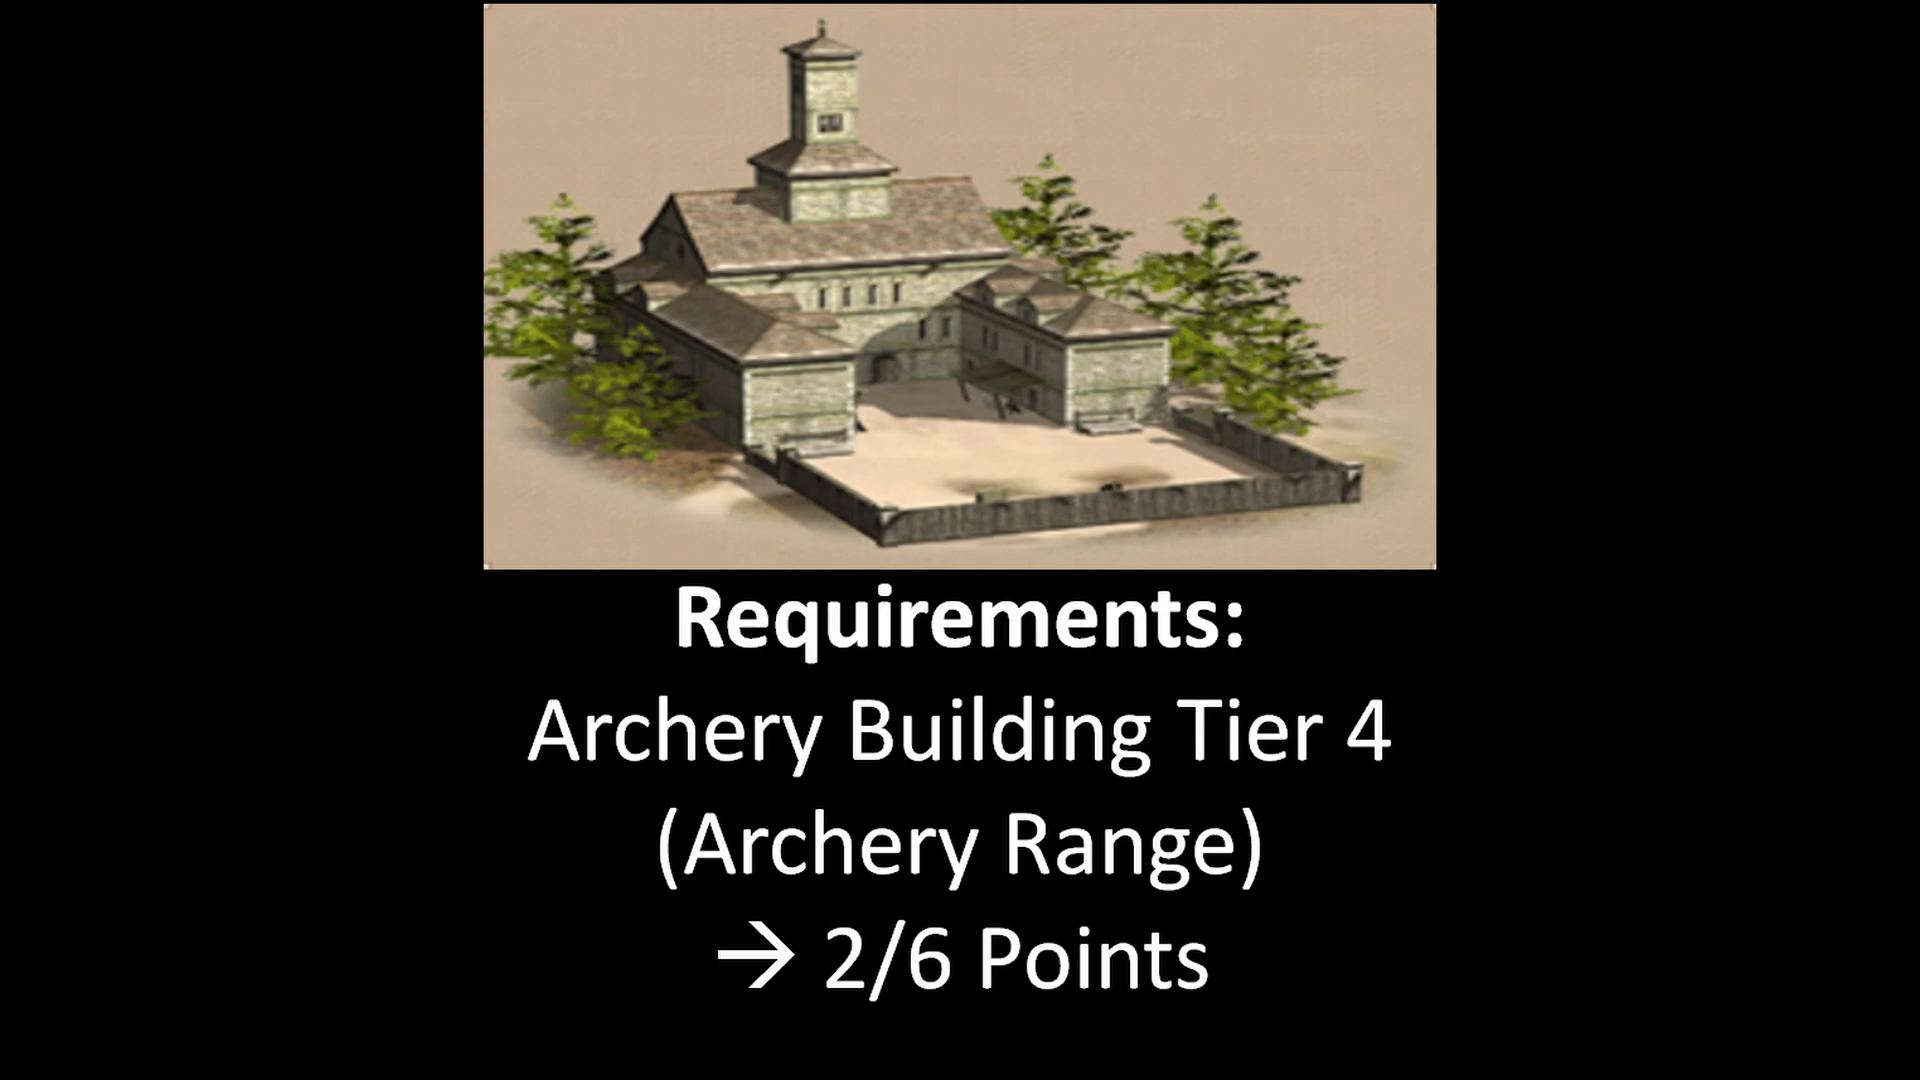 Requirements:
Archery Building Tier 4
(Archery Range)
→ 2/6 Points